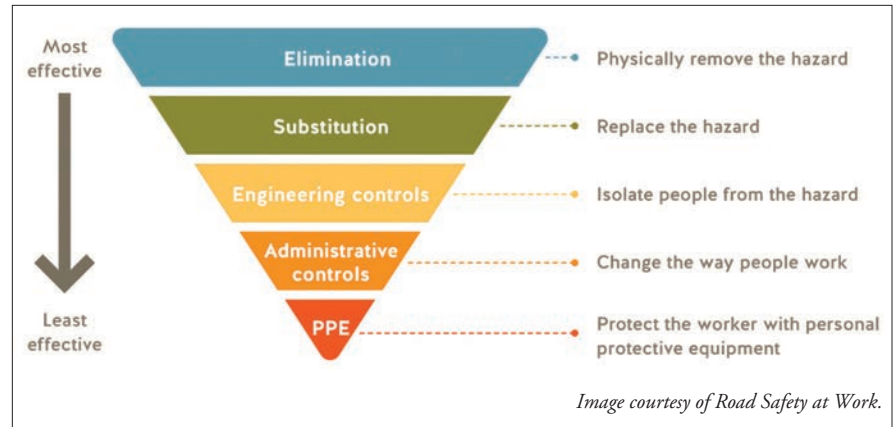 Most
effective
Elimination
Physically remove the hazard
Substitution
Replace the hazard
Engineering controls
Isolate people from the hazard
Administrative
controls
Change the way people work
Least
effective
PPE
Protect the worker with personal
protective equipment
Image courtesy of Road Safety at Work.